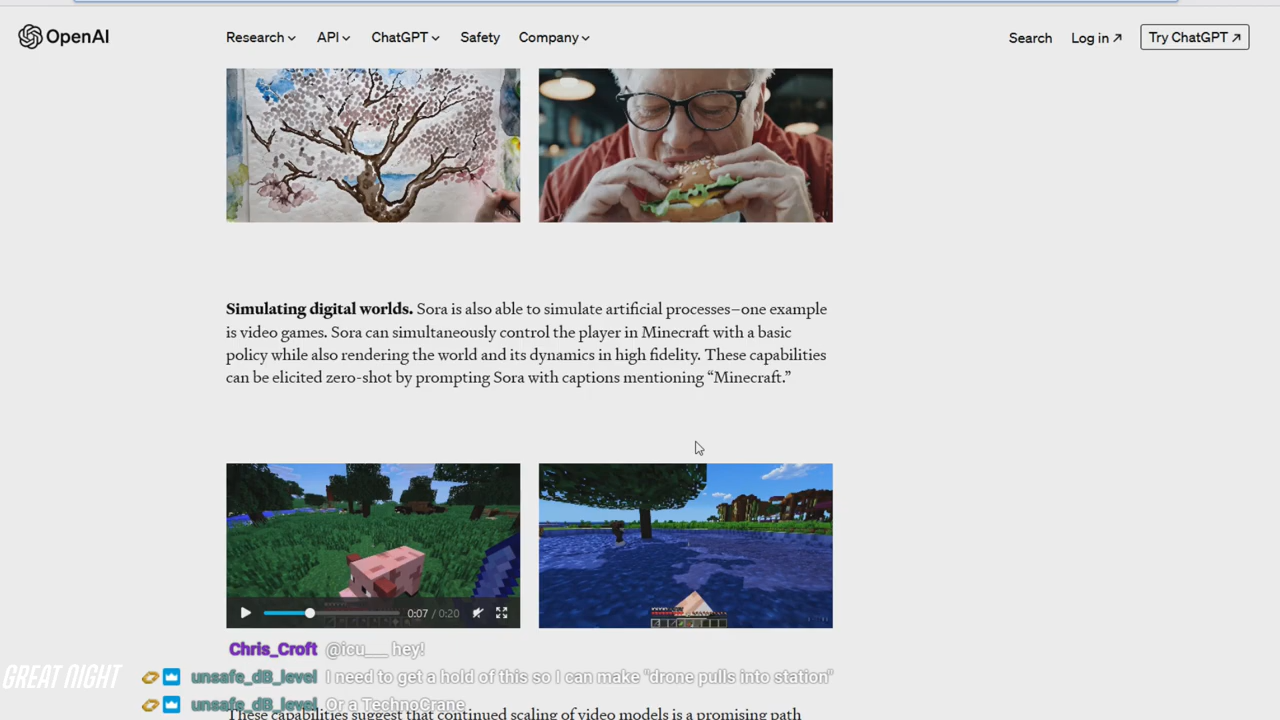 OpenAI
Research API ChatGPT Safety Company
Search Log in ↗ Try ChatGPT ↗
Simulating digital worlds. Sora is also able to simulate artificial processes–one example
is video games. Sora can simultaneously control the player in Minecraft with a basic
policy while also rendering the world and its dynamics in high fidelity. These capabilities
can be elicited zero-shot by prompting Sora with captions mentioning “Minecraft.”
0:07 / 0:20
Chris_Croft @icu___ hey!
GREAT NIGHT
unsafe_dB_level I need to get a hold of this so I can make "drone pulls into station"
unsafe_dB_level Or a TechnoCrane
These capabilities suggest that continued scaling of video models is a promising path